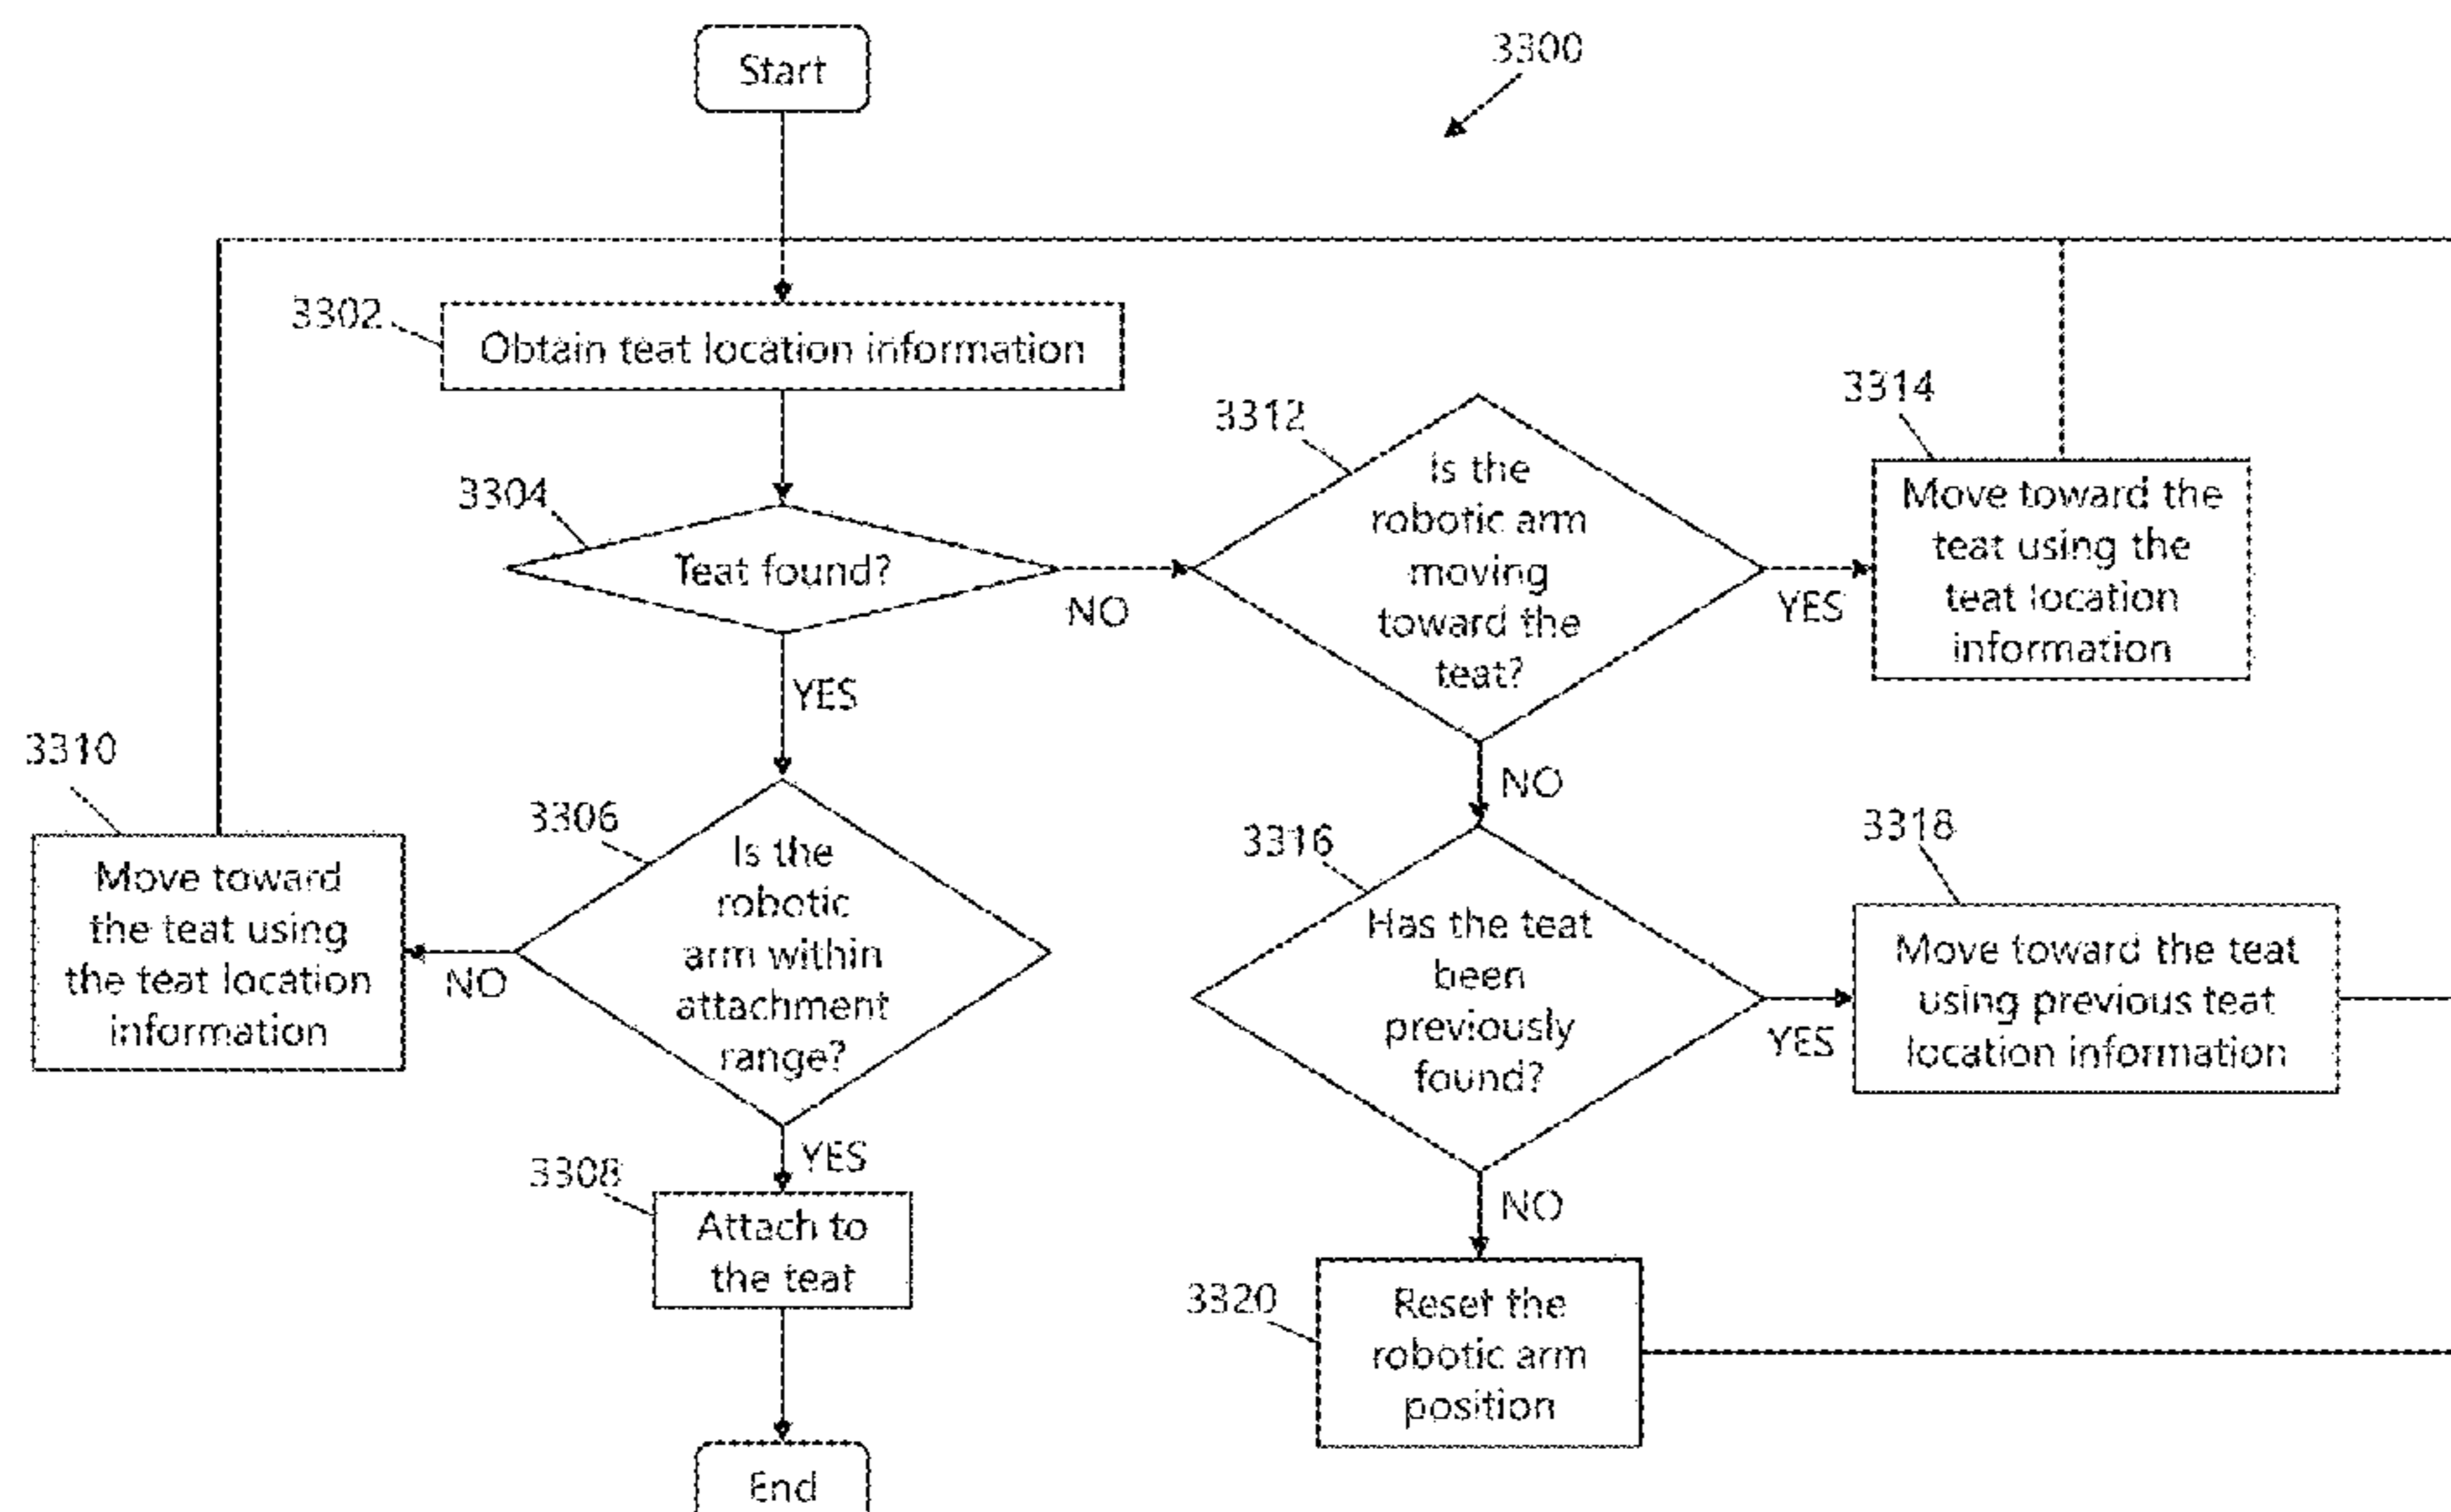 Start
3300
3302
Obtain teat location information
3304
Teat found?
NO
YES
3312
Is the
robotic arm
moving
toward the
teat?
YES
NO
3314
Move toward the
teat using the
teat location
information
3310
Move toward
the teat using
the teat location
information
NO
3306
Is the
robotic
arm within
attachment
range?
YES
3316
Has the teat
been
previously
found?
YES
NO
3318
Move toward the teat
using previous teat
location information
3308
Attach to
the teat
3320
Reset the
robotic arm
position
End